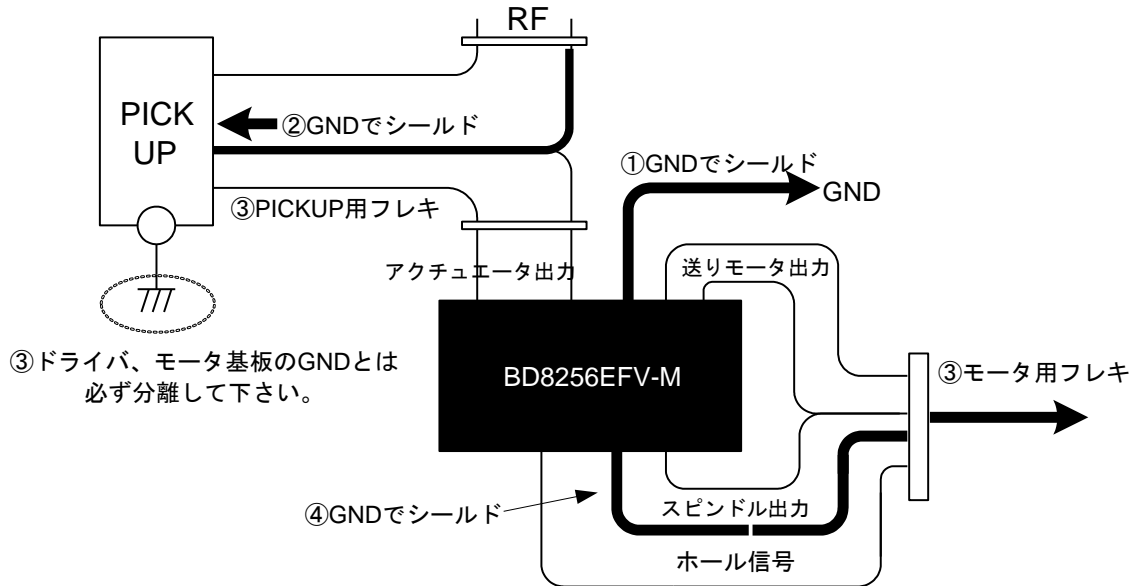 RF
PICK
UP
②GNDでシールド
①GNDでシールド
GND
③PICKUP用フレキ
アクチュエータ出力
送りモータ出力
③ドライバ、モータ基板のGNDとは
必ず分離して下さい。
BD8256EFV-M
③モータ用フレキ
④GNDでシールド
スピンドル出力
ホール信号